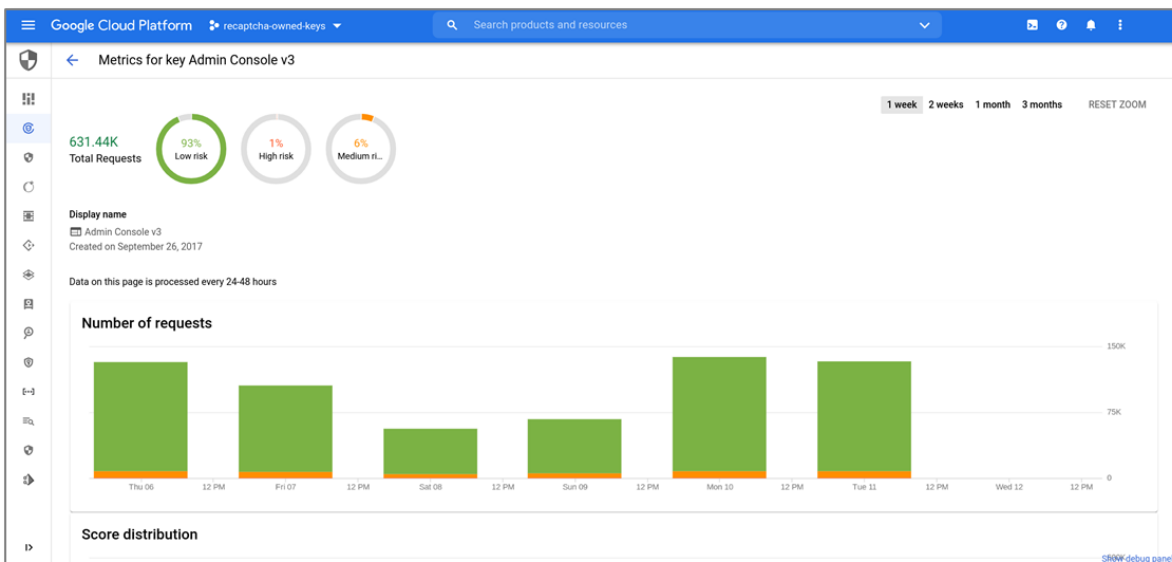 Google Cloud Platform recaptcha-owned-keys Search products and resources
Metrics for key Admin Console v3
1 week 2 weeks 1 month 3 months RESET ZOOM
631.44K
Total Requests
93%
Low risk
1%
High risk
6%
Medium ri...
Display name
Admin Console v3
Created on September 26, 2017
Data on this page is processed every 24-48 hours
Number of requests
150K
75K
0
Thu 06 12 PM Fri 07 12 PM Sat 08 12 PM Sun 09 12 PM Mon 10 12 PM Tue 11 12 PM Wed 12 12 PM
Score distribution
Show debug panel